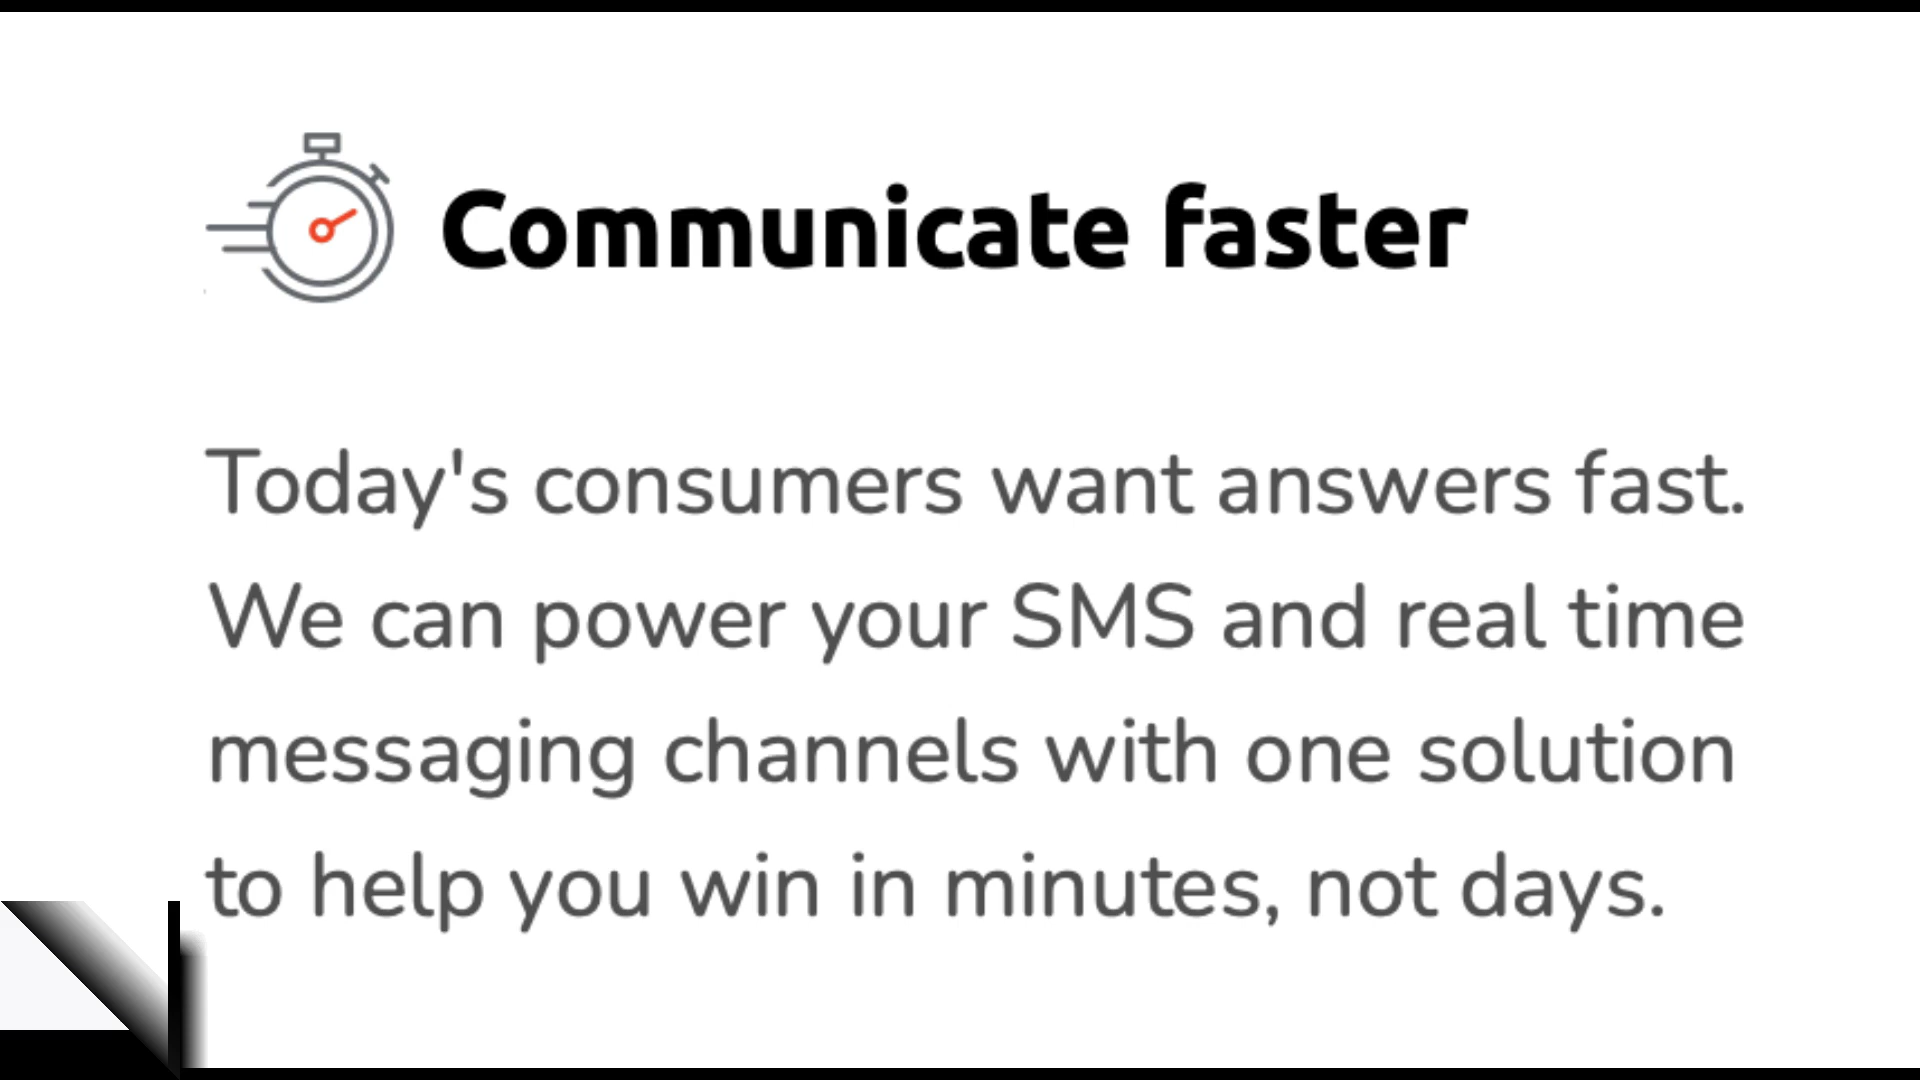 Communicate faster
Today's consumers want answers fast.
We can power your SMS and real time
messaging channels with one solution
to help you win in minutes, not days.